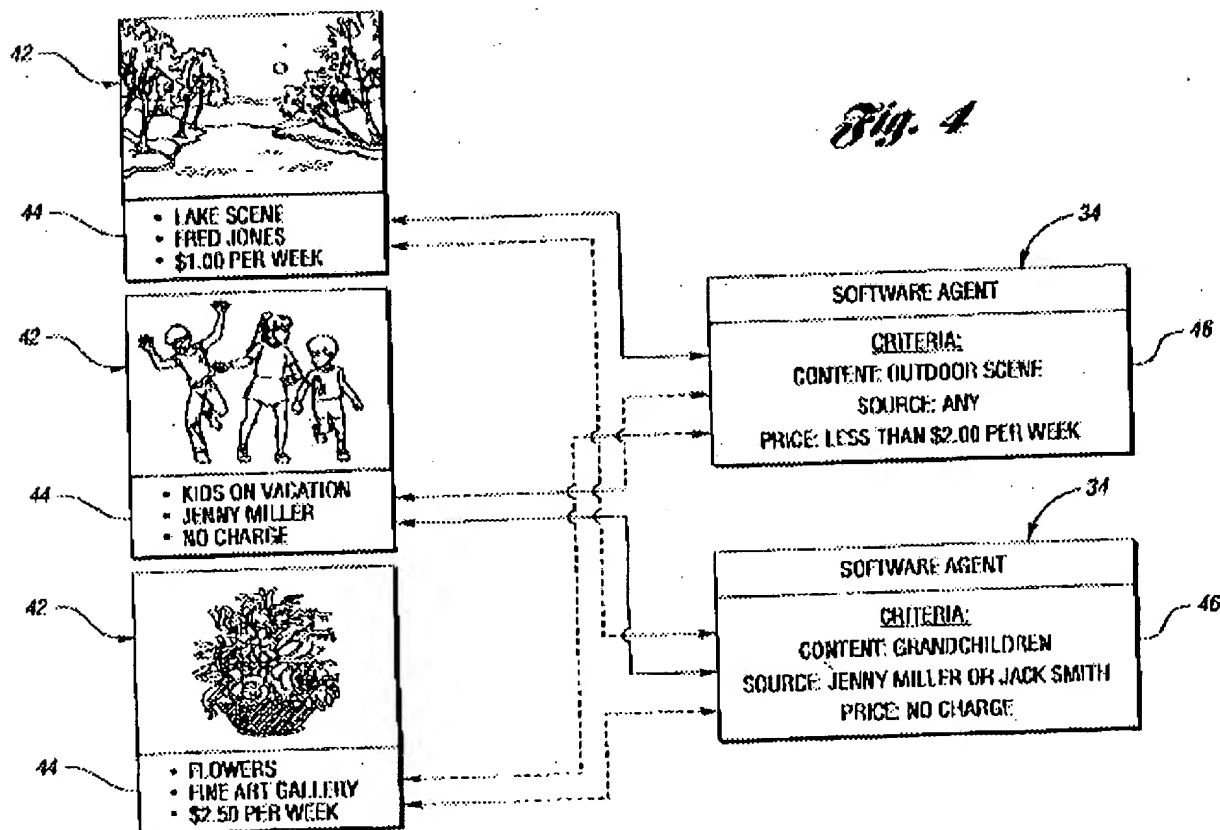 Fig. 4
42
44
• LAKE SCENE
• FRED JONES
• $1.00 PER WEEK
42
44
• KIDS ON VACATION
• JENNY MILLER
• NO CHARGE
42
44
• FLOWERS
• FINE ART GALLERY
• $2.50 PER WEEK
34
SOFTWARE AGENT
46
CRITERIA:
CONTENT: OUTDOOR SCENE
SOURCE: ANY
PRICE: LESS THAN $2.00 PER WEEK
34
SOFTWARE AGENT
46
CRITERIA:
CONTENT: GRANDCHILDREN
SOURCE: JENNY MILLER OR JACK SMITH
PRICE: NO CHARGE